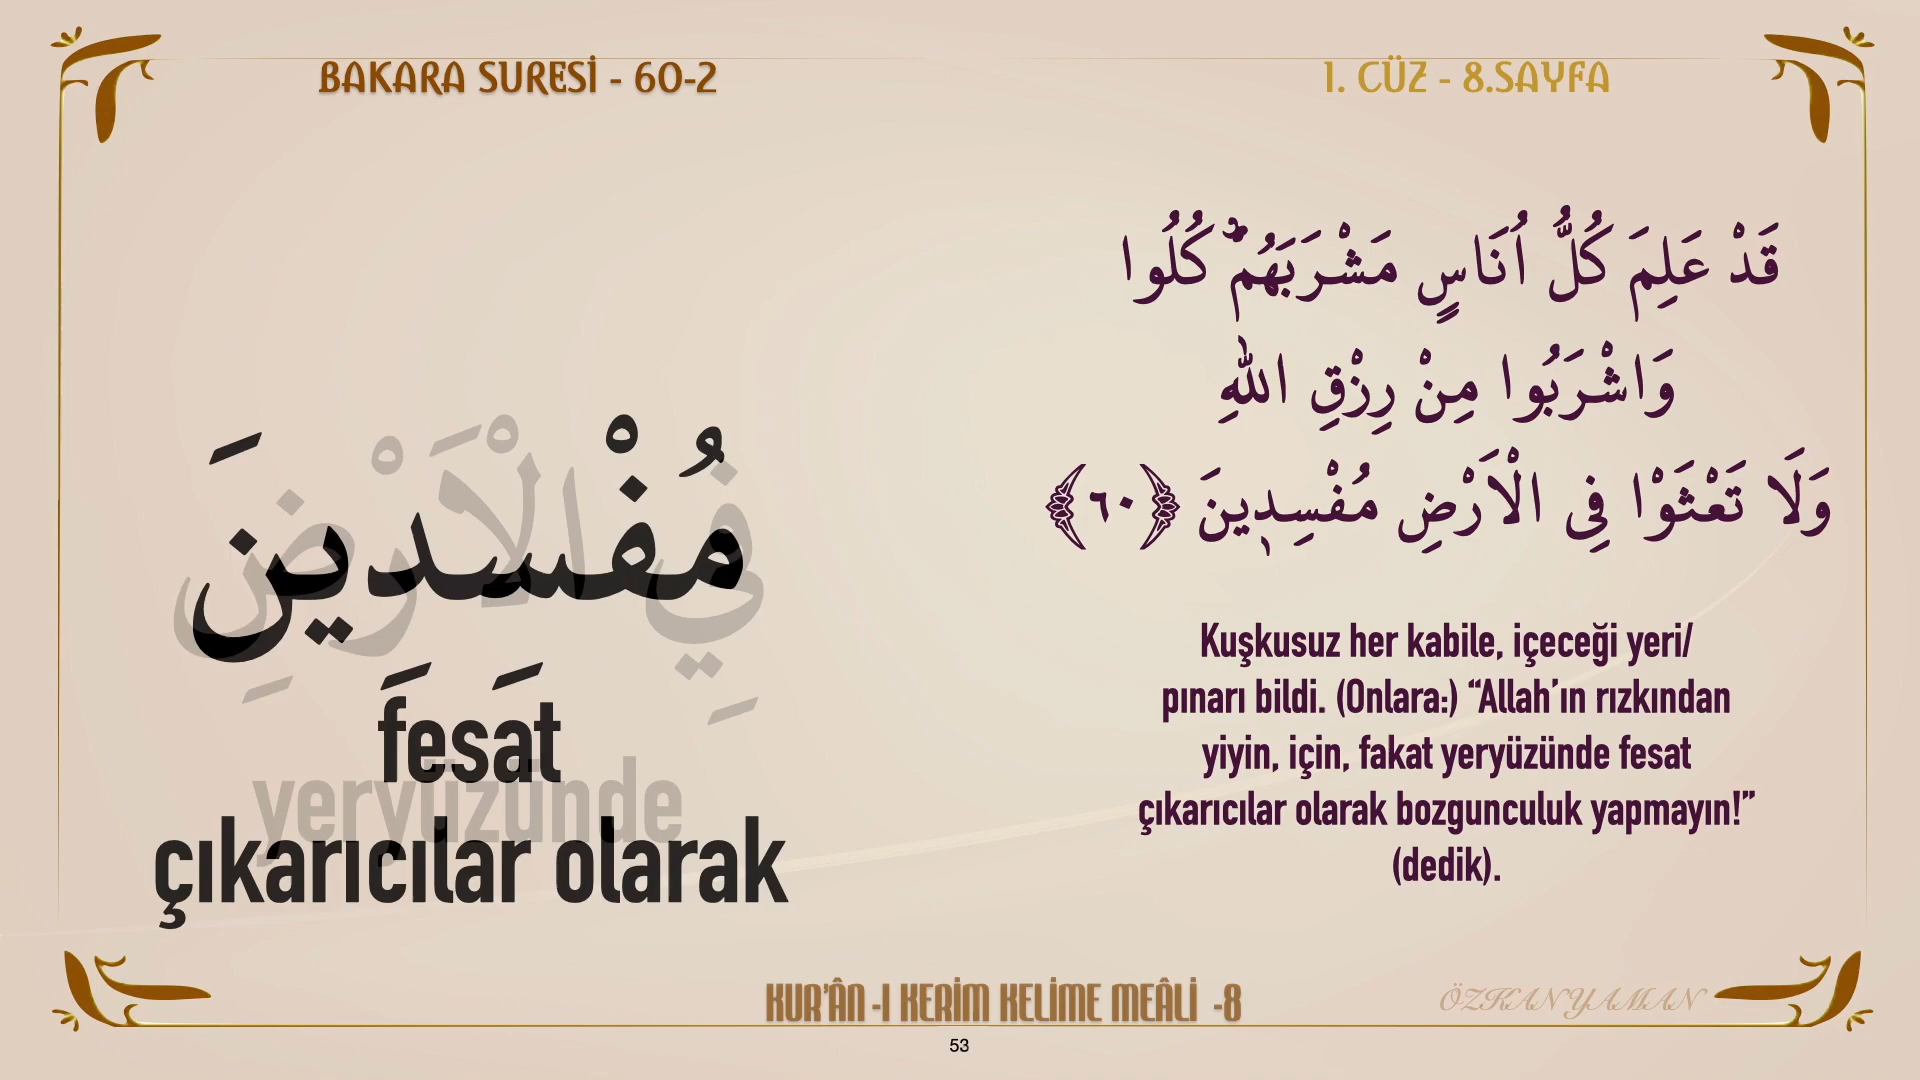 BAKARA SURESİ - 60-2
1. CÜZ - 8.SAYFA
قَدْ عَلِمَ كُلُّ اُنَاسٍ مَشْرَبَهُمْۜ كُلُوا
وَاشْرَبُوا مِنْ رِزْقِ اللهِ
وَلَا تَعْثَوْا فِى الْاَرْضِ مُفْسِد۪ينَ ﴿٦٠﴾
فِي الْاَرْضِ
مُفْسِدينَ
yeryüzünde
fesat
çıkarıcılar olarak
Kuşkusuz her kabile, içeceği yeri/
pınarı bildi. (Onlara:) “Allah’ın rızkından
yiyin, için, fakat yeryüzünde fesat
çıkarıcılar olarak bozgunculuk yapmayın!”
(dedik).
KUR’ÂN -I KERİM KELİME MEÂLİ -8
ÖZKAN YAMAN
53